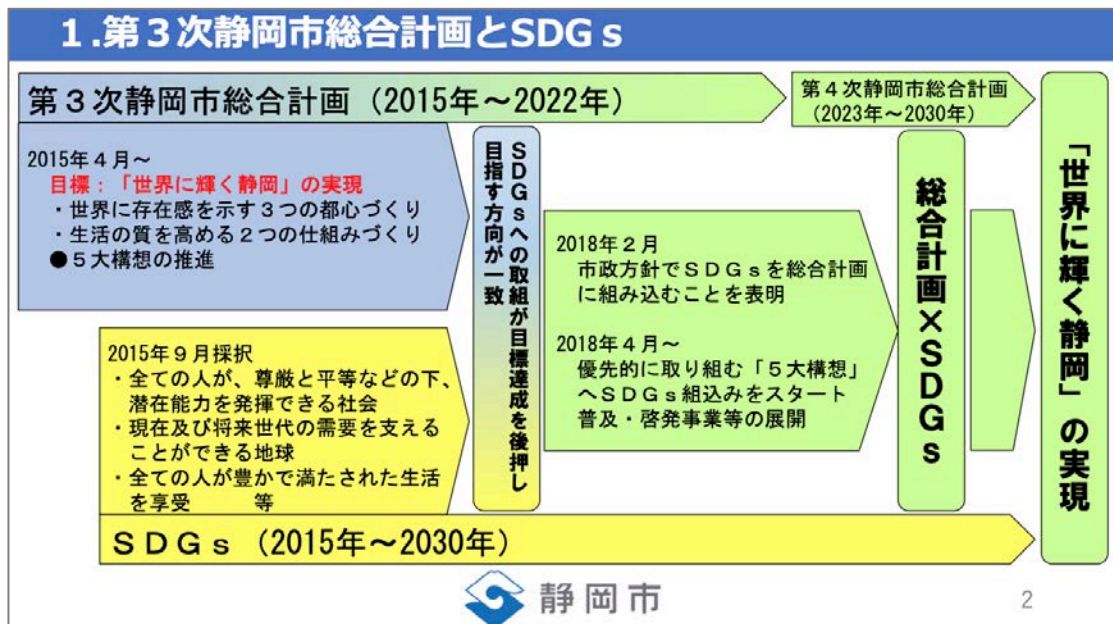 １.第３次静岡市総合計画とSDGｓ
第３次静岡市総合計画（2015年～2022年）
第４次静岡市総合計画
（2023年～2030年）
2015年４月～
目標：「世界に輝く静岡」の実現
・世界に存在感を示す３つの都心づくり
・生活の質を高める２つの仕組みづくり
●５大構想の推進
2015年９月採択
・全ての人が、尊厳と平等などの下、
潜在能力を発揮できる社会
・現在及び将来世代の需要を支える
ことができる地球
・全ての人が豊かで満たされた生活
を享受　　　等
ＳＤＧｓへの取組が目標達成を後押し
目指す方向が一致
2018年２月
市政方針でＳＤＧｓを総合計画
に組み込むことを表明
2018年４月～
優先的に取り組む「５大構想」
へＳＤＧｓ組込みをスタート
普及・啓発事業等の展開
総合計画×ＳＤＧｓ
「世界に輝く静岡」の実現
ＳＤＧｓ（2015年～2030年）
静岡市
2